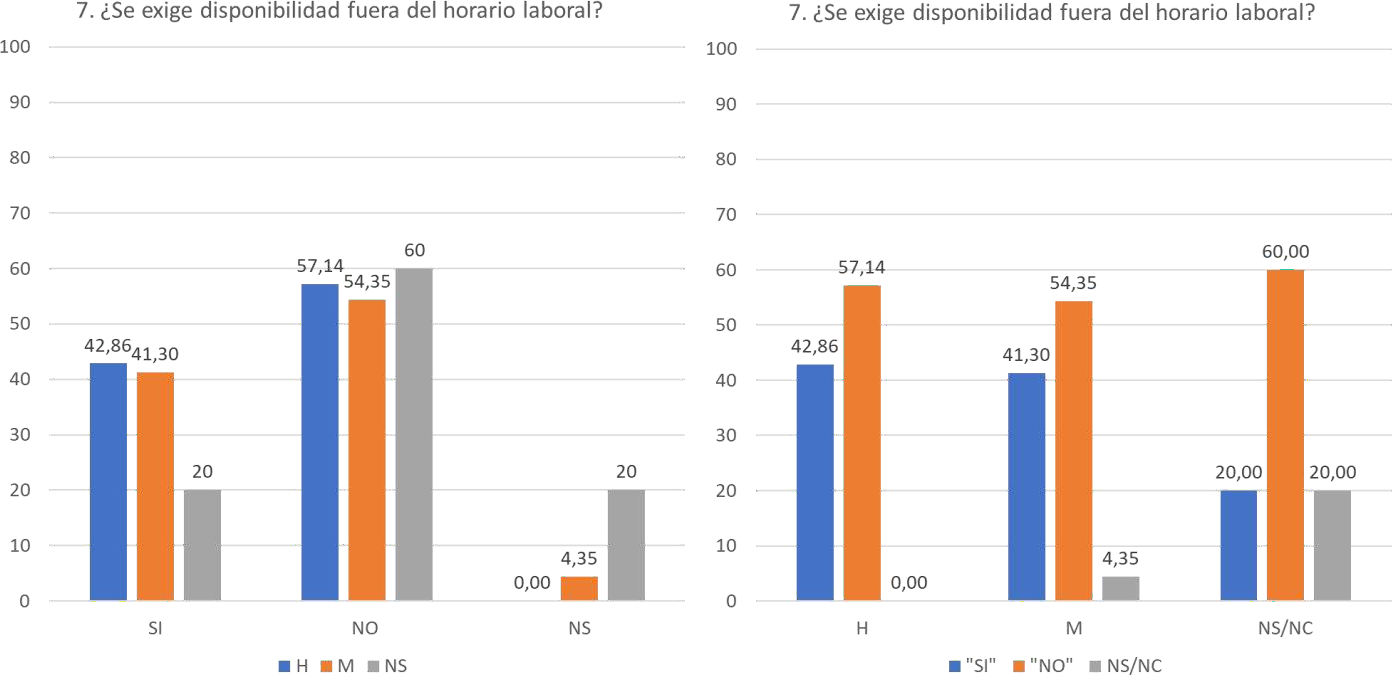 7. ¿Se exige disponibilidad fuera del horario laboral?
100
90
80
70
60
50
40
30
20
10
0
42,86
41,30
20
57,14
54,35
60
0,00
4,35
20
SI
NO
NS
H
M
NS
7. ¿Se exige disponibilidad fuera del horario laboral?
100
90
80
70
60
50
40
30
20
10
0
42,86
57,14
0,00
41,30
54,35
4,35
20,00
60,00
20,00
H
M
NS/NC
"SI"
"NO"
NS/NC